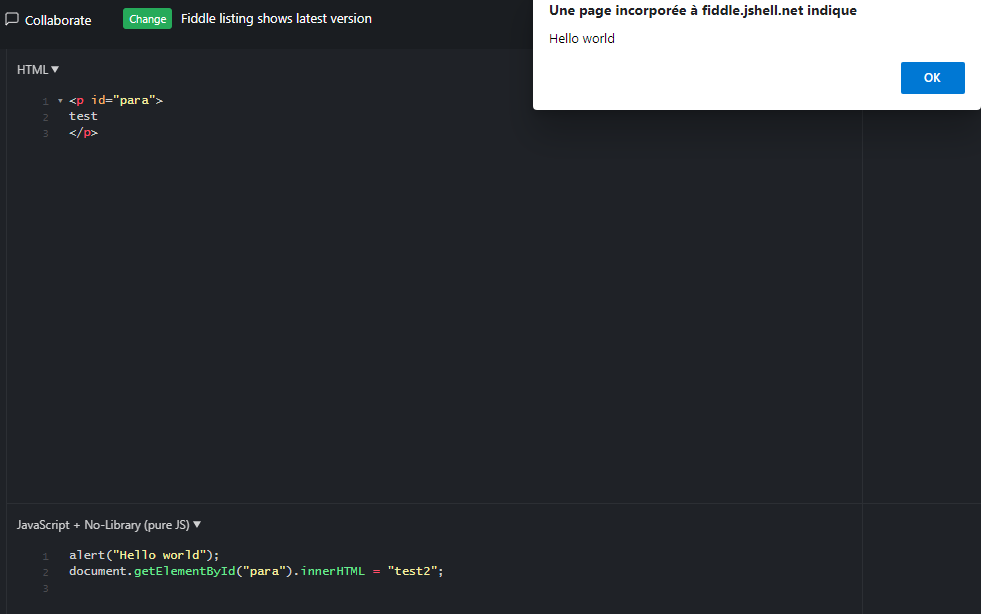 Collaborate
Change Fiddle listing shows latest version
Une page incorporée à fiddle.jshell.net indique
Hello world
OK
HTML ▼
1 ▾ <p id="para">
2 test
3 </p>
JavaScript + No-Library (pure JS) ▼
1 alert("Hello world");
2 document.getElementById("para").innerHTML = "test2";
3